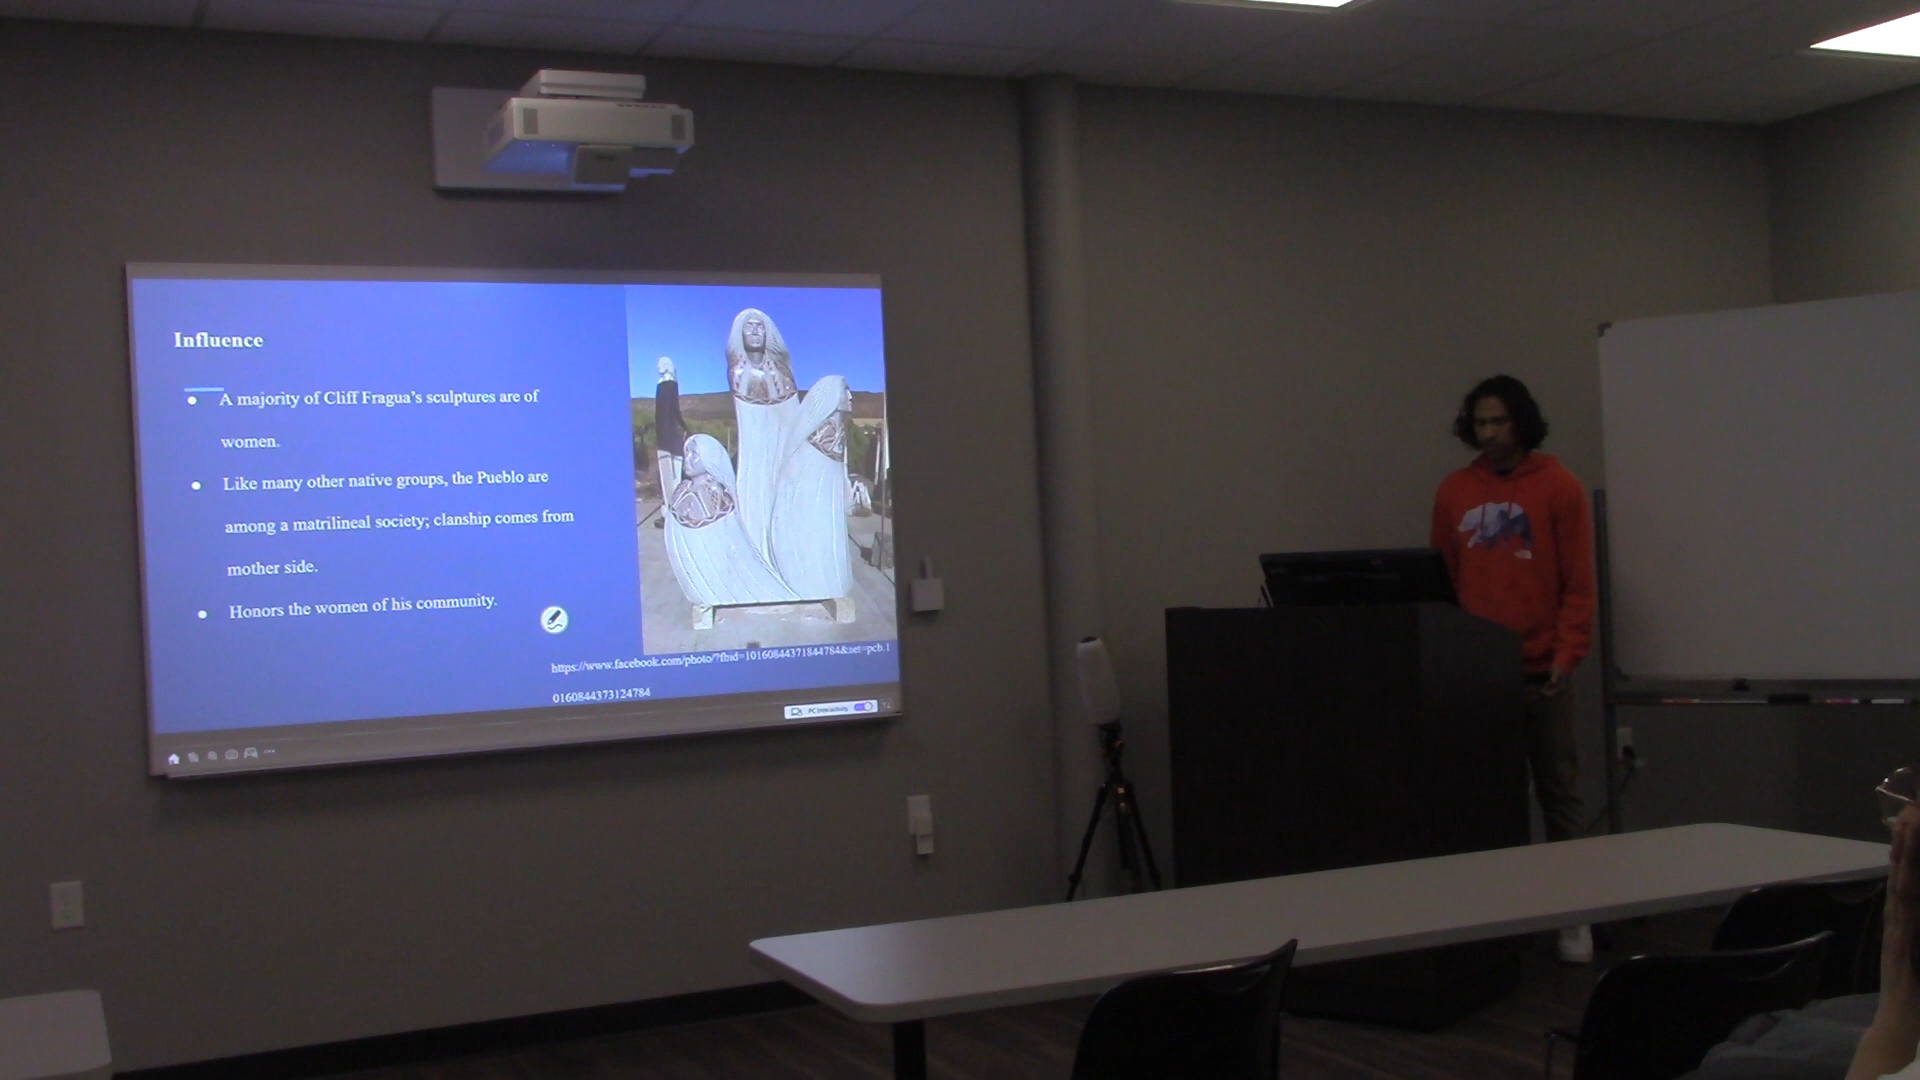 Influence
● A majority of Cliff Fragua's sculptures are of
women.
● Like many other native groups, the Pueblo are
among a matrilineal society; clanship comes from
mother side.
● Honors the women of his community.
https://www.facebook.com/photo/?fbid=10160844371844784&set=pcb.1
0160844373124784
PC Interactivity